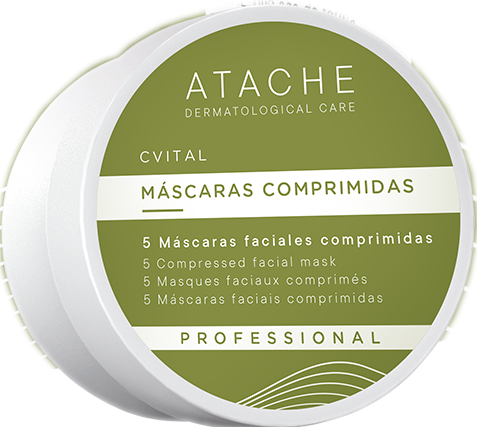 ATACHE
DERMATOLOGICAL CARE
CVITAL
MÁSCARAS COMPRIMIDAS
5 Máscaras faciales comprimidas
5 Compressed facial mask
5 Masques faciaux comprimés
5 Máscaras faciais comprimidas
PROFESSIONAL